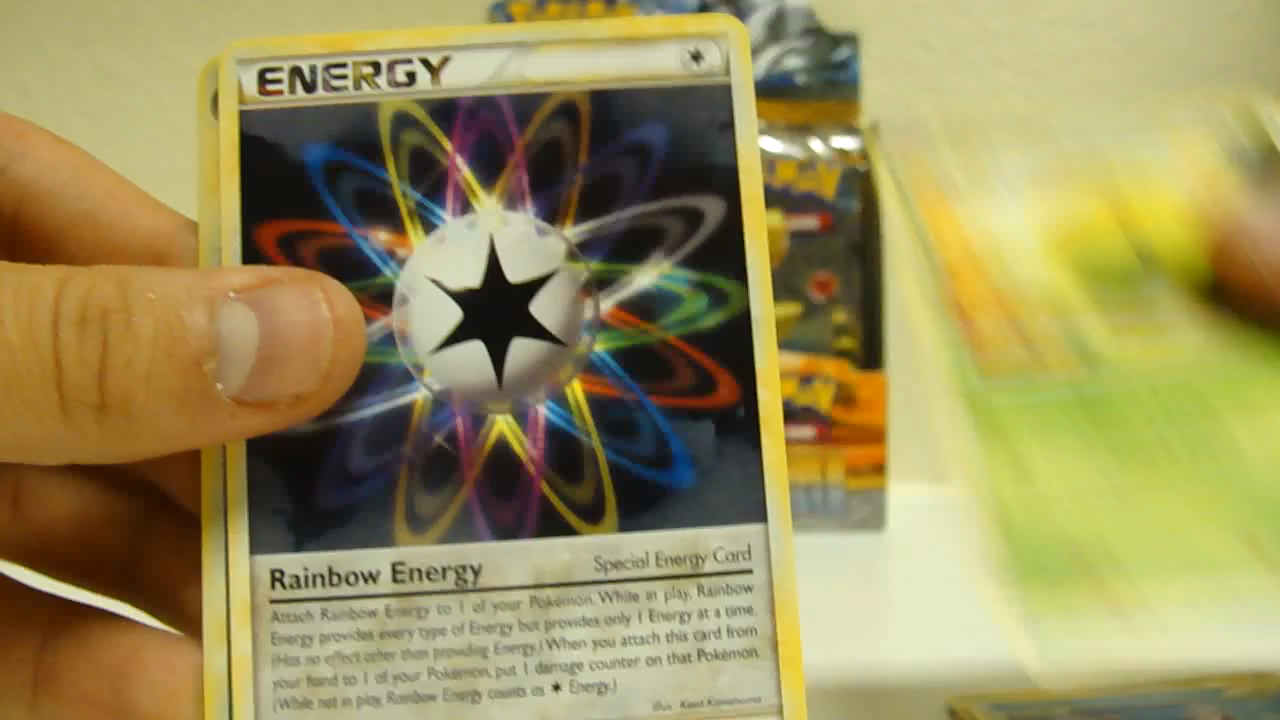 ENERGY
Rainbow Energy Special Energy Card
Attach Rainbow Energy to 1 of your Pokémon. While in play, Rainbow
Energy provides every type of Energy but provides only 1 Energy at a time.
(Has no effect other than providing Energy.) When you attach this card from
your hand to 1 of your Pokémon, put 1 damage counter on that Pokémon.
(While not in play, Rainbow Energy counts as Energy.)
Illus.